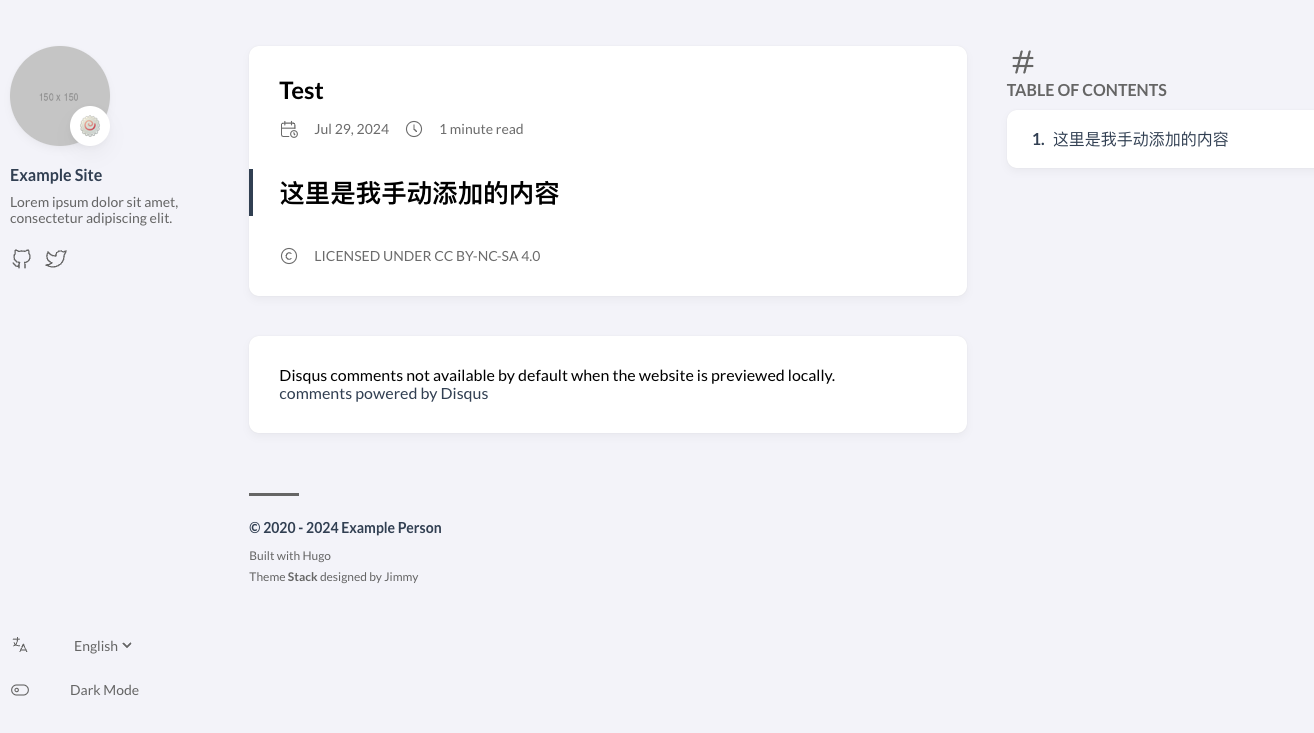 150 x 150
Example Site
Lorem ipsum dolor sit amet,
consectetur adipiscing elit.
English
Dark Mode
Test
Jul 29, 2024 1 minute read
这里是我手动添加的内容
LICENSED UNDER CC BY-NC-SA 4.0
Disqus comments not available by default when the website is previewed locally.
comments powered by Disqus
© 2020 - 2024 Example Person
Built with Hugo
Theme Stack designed by Jimmy
TABLE OF CONTENTS
1. 这里是我手动添加的内容